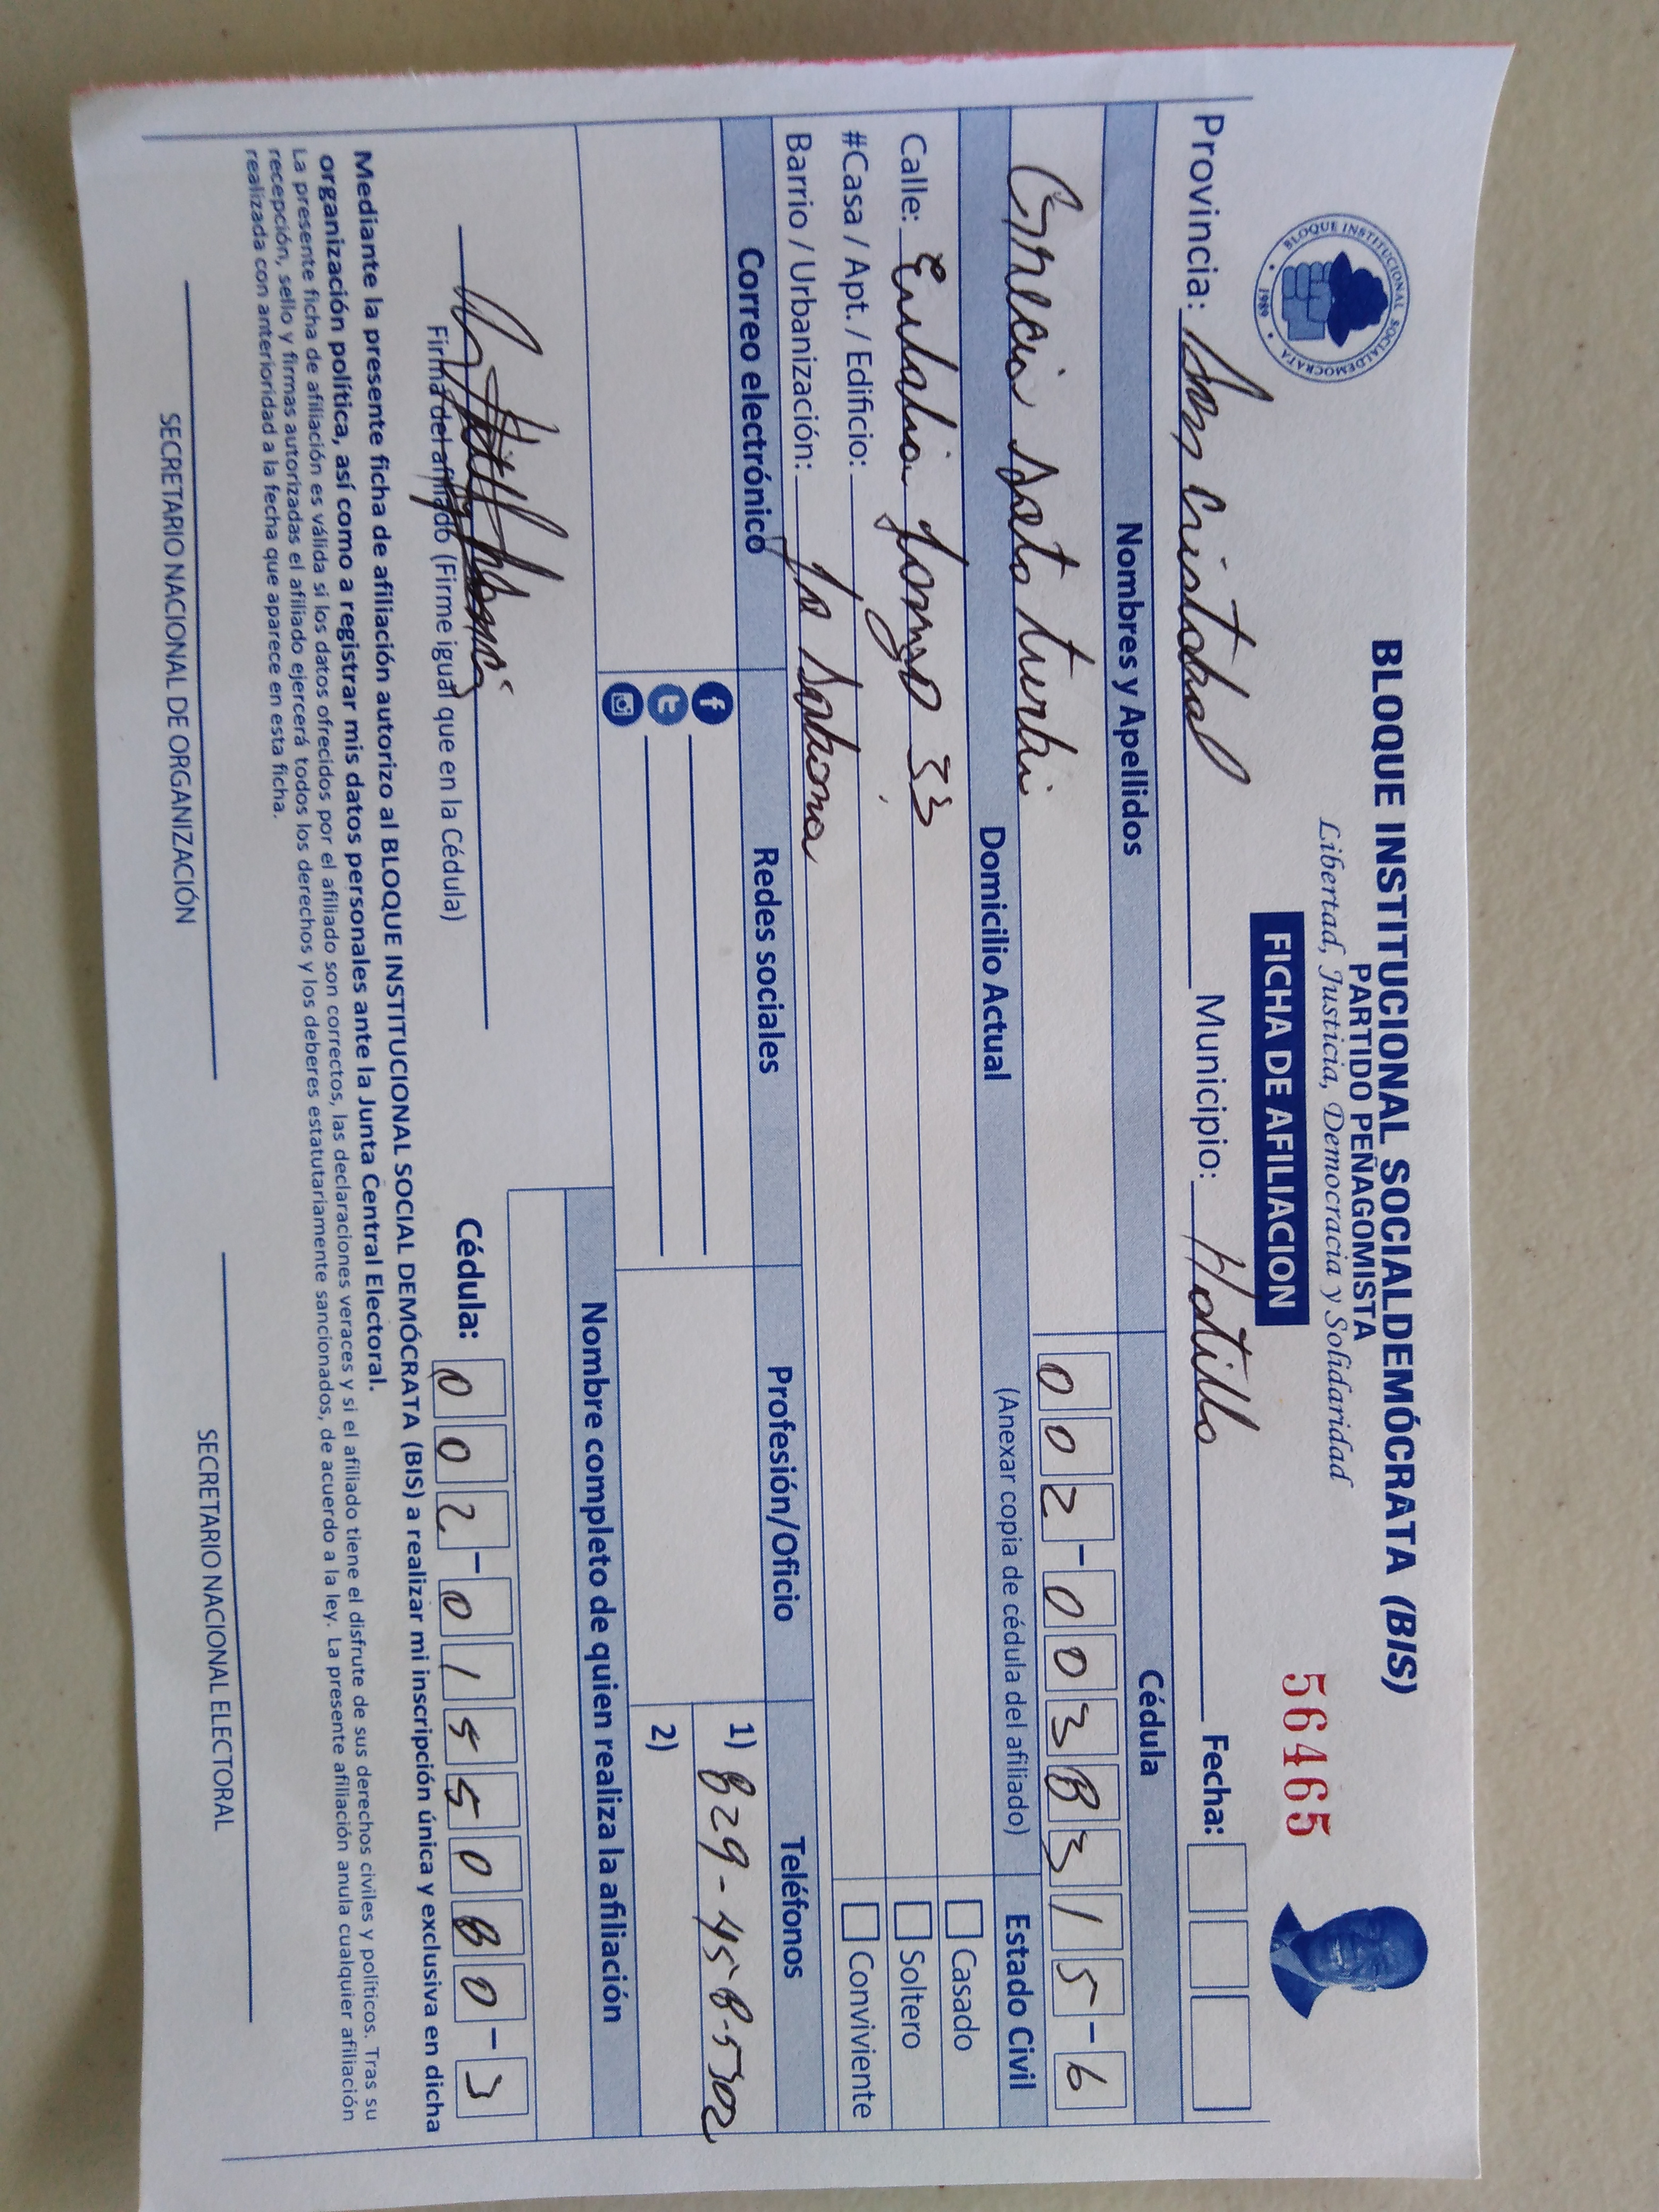 BLOQUE INSTITUCIONAL SOCIALDEMÓCRATA (BIS)
PARTIDO PEÑAGOMISTA
Libertad, Justicia, Democracia y Solidaridad
FICHA DE AFILIACION
56465
BLOQUE INSTITUCIONAL SOCIALDEMOCRATA
1989
Provincia: San Cristobal Municipio: Hatillo Fecha:
Nombres y Apellidos Cédula
Soto 002-0038315-6
Domicilio Actual (Anexar copia de cédula del afiliado) Estado Civil
Calle: Eulalia 33 Casado
#Casa / Apt. / Edificio: Soltero
Barrio / Urbanización: La Sabana Conviviente
Correo electrónico Redes sociales Profesión/Oficio Teléfonos
1) 829-458-5302
2)
Nombre completo de quien realiza la afiliación
Firma del afiliado (Firme igual que en la Cédula)
Cédula: 002-0155080-3
Mediante la presente ficha de afiliación autorizo al BLOQUE INSTITUCIONAL SOCIAL DEMÓCRATA (BIS) a realizar mi inscripción única y exclusiva en dicha
organización política, así como a registrar mis datos personales ante la Junta Central Electoral.
La presente ficha de afiliación es válida si los datos ofrecidos por el afiliado son correctos, las declaraciones veraces y si el afiliado tiene el disfrute de sus derechos civiles y políticos. Tras su
recepción, sello y firmas autorizadas el afiliado ejercerá todos los derechos y los deberes estatutariamente sancionados, de acuerdo a la ley. La presente afiliación anula cualquier afiliación
realizada con anterioridad a la fecha que aparece en esta ficha.
SECRETARIO NACIONAL DE ORGANIZACIÓN SECRETARIO NACIONAL ELECTORAL